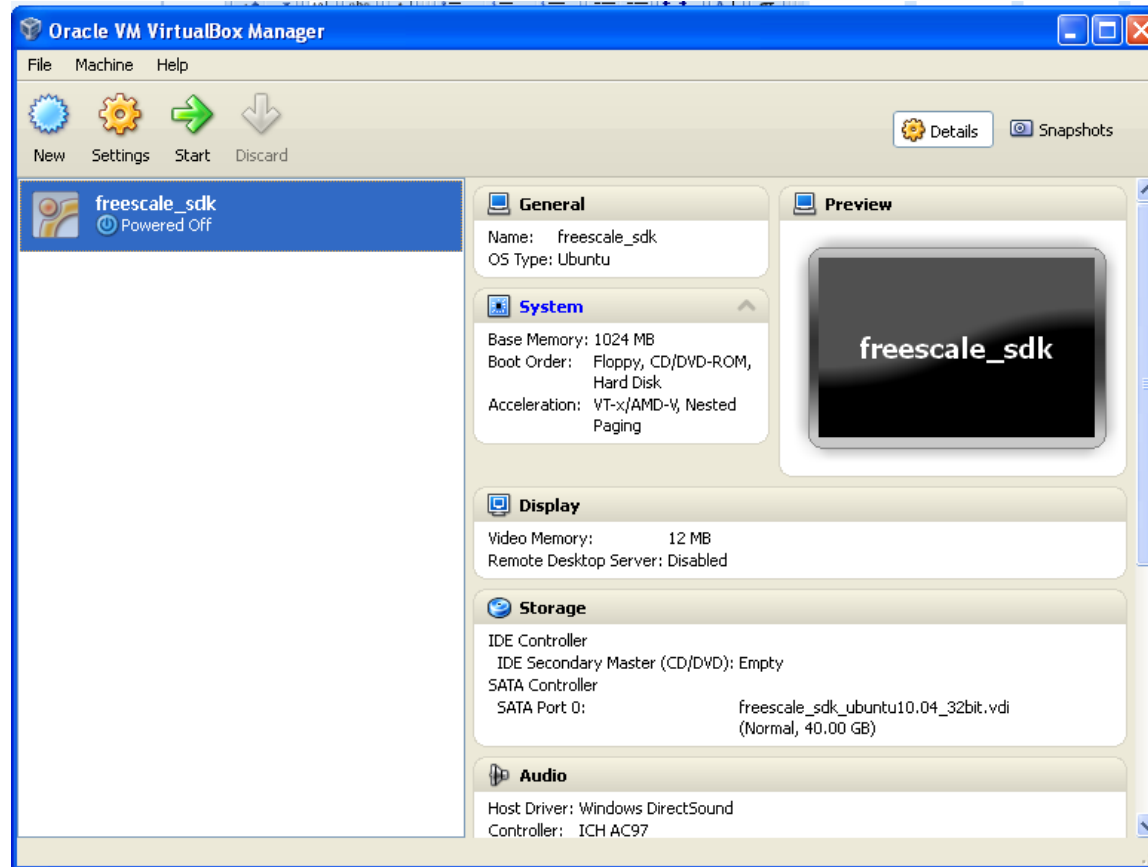 Oracle VM VirtualBox Manager
File Machine Help
New Settings Start Discard
Details Snapshots
freescale_sdk
Powered Off
General
Name: freescale_sdk
OS Type: Ubuntu
System
Base Memory: 1024 MB
Boot Order: Floppy, CD/DVD-ROM,
Hard Disk
Acceleration: VT-x/AMD-V, Nested
Paging
Preview
freescale_sdk
Display
Video Memory: 12 MB
Remote Desktop Server: Disabled
Storage
IDE Controller
IDE Secondary Master (CD/DVD): Empty
SATA Controller
SATA Port 0: freescale_sdk_ubuntu10.04_32bit.vdi
(Normal, 40.00 GB)
Audio
Host Driver: Windows DirectSound
Controller: ICH AC97